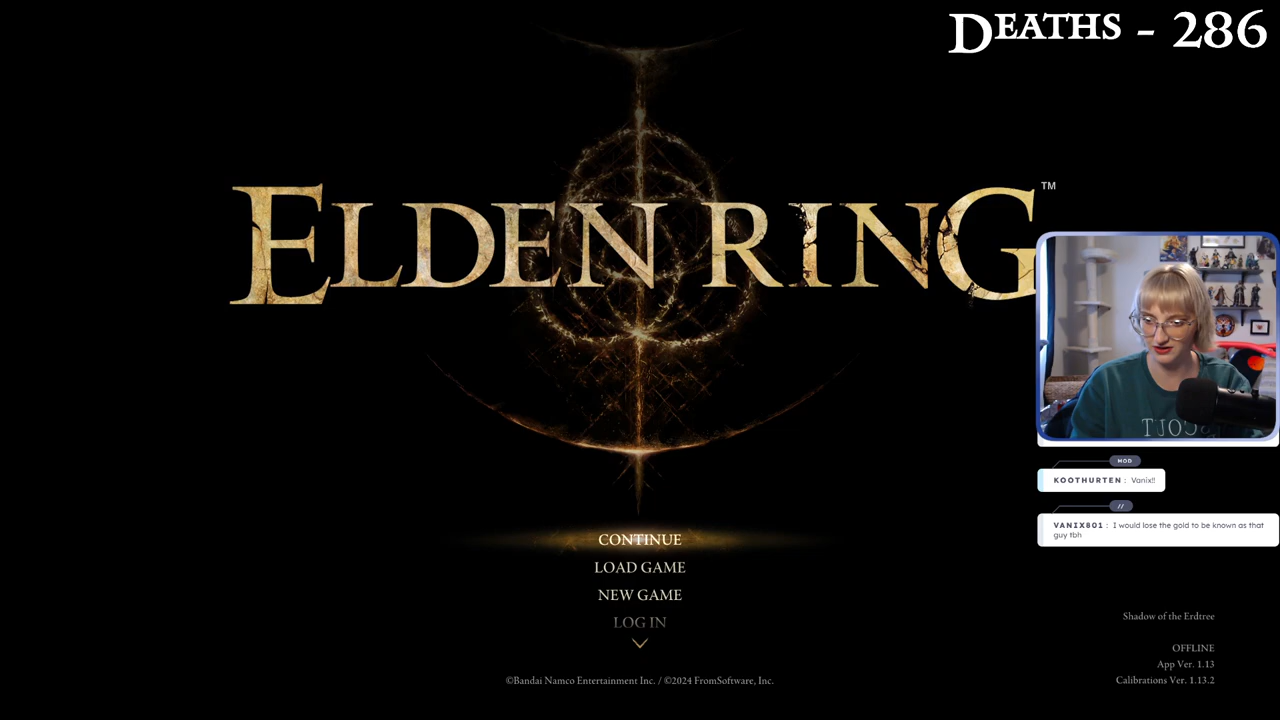 DEATHS - 286
ELDEN RING™
MOD
KOOTHURTEN : Vanix!!
//
VANIX801 : I would lose the gold to be known as that
guy tbh
CONTINUE
LOAD GAME
NEW GAME
LOG IN
Shadow of the Erdtree
OFFLINE
App Ver. 1.13
Calibrations Ver. 1.13.2
©Bandai Namco Entertainment Inc. / ©2024 FromSoftware, Inc.